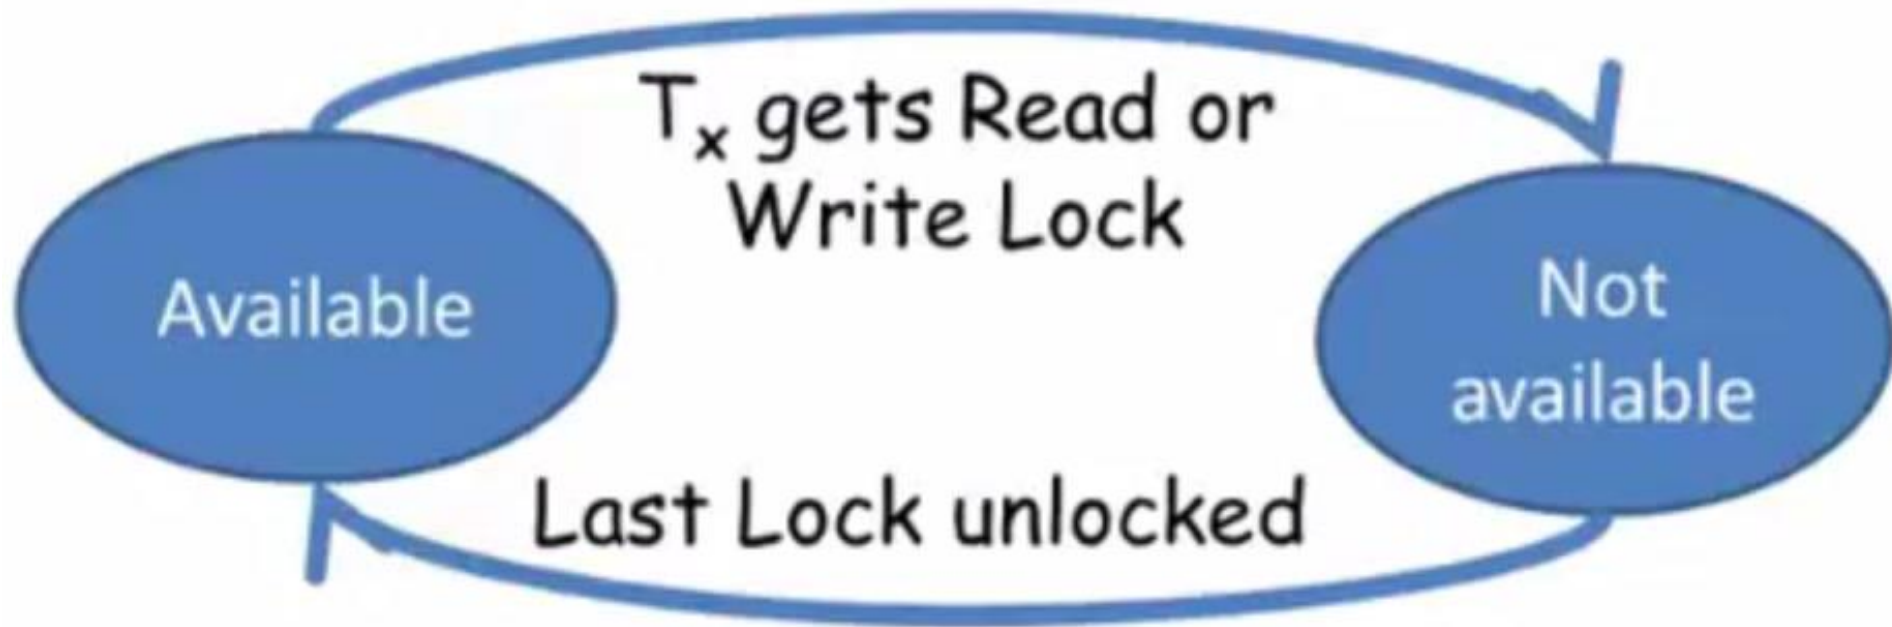 Tx gets Read or
Write Lock
Available
Not
available
Last Lock unlocked